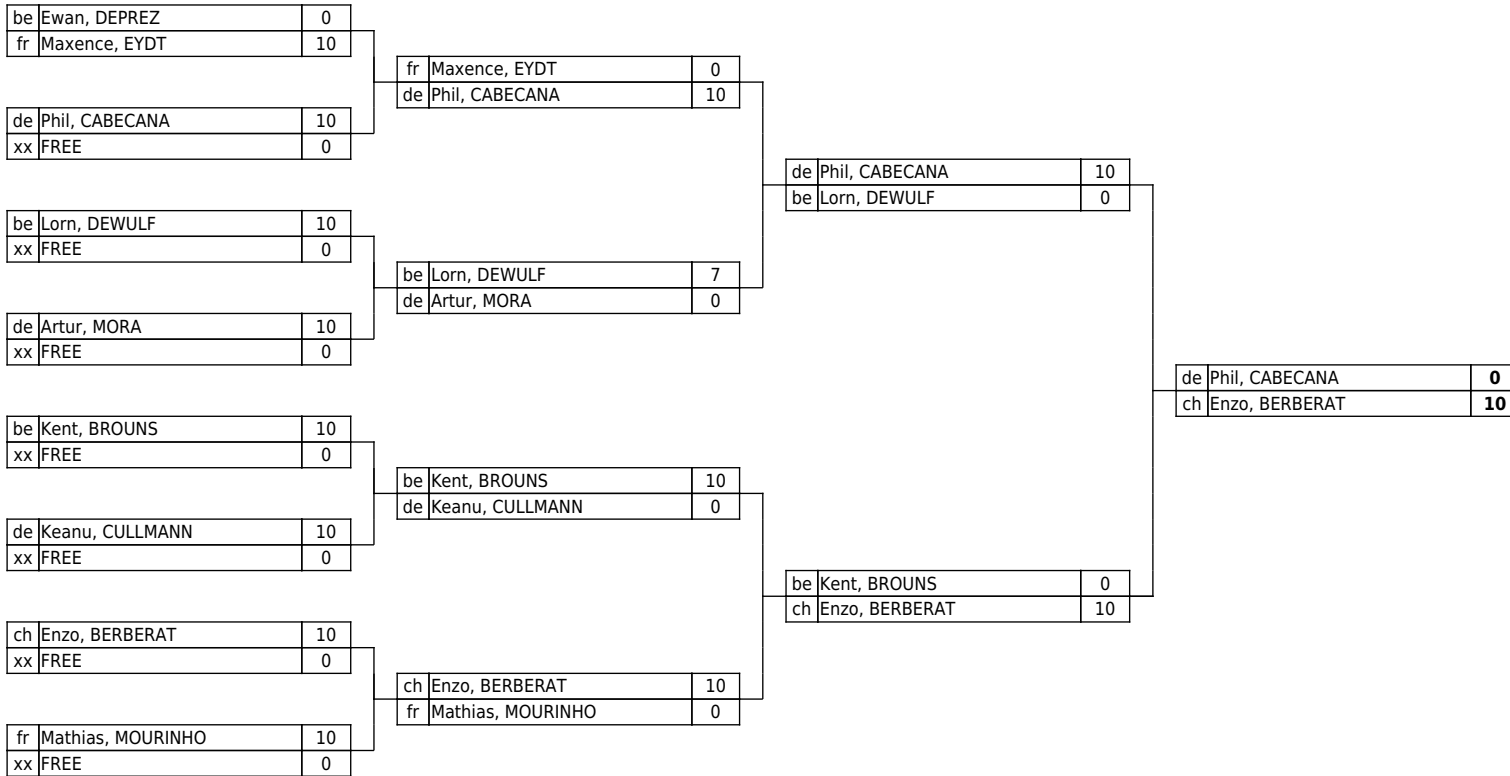 be Ewan, DEPREZ 0
fr Maxence, EYDT 10
de Phil, CABECANA 10
xx FREE 0
be Lorn, DEWULF 10
xx FREE 0
de Artur, MORA 10
xx FREE 0
be Kent, BROUNS 10
xx FREE 0
de Keanu, CULLMANN 10
xx FREE 0
ch Enzo, BERBERAT 10
xx FREE 0
fr Mathias, MOURINHO 10
xx FREE 0
fr Maxence, EYDT 0
de Phil, CABECANA 10
be Lorn, DEWULF 7
de Artur, MORA 0
be Kent, BROUNS 10
de Keanu, CULLMANN 0
ch Enzo, BERBERAT 10
fr Mathias, MOURINHO 0
de Phil, CABECANA 10
be Lorn, DEWULF 0
be Kent, BROUNS 0
ch Enzo, BERBERAT 10
de Phil, CABECANA 0
ch Enzo, BERBERAT 10